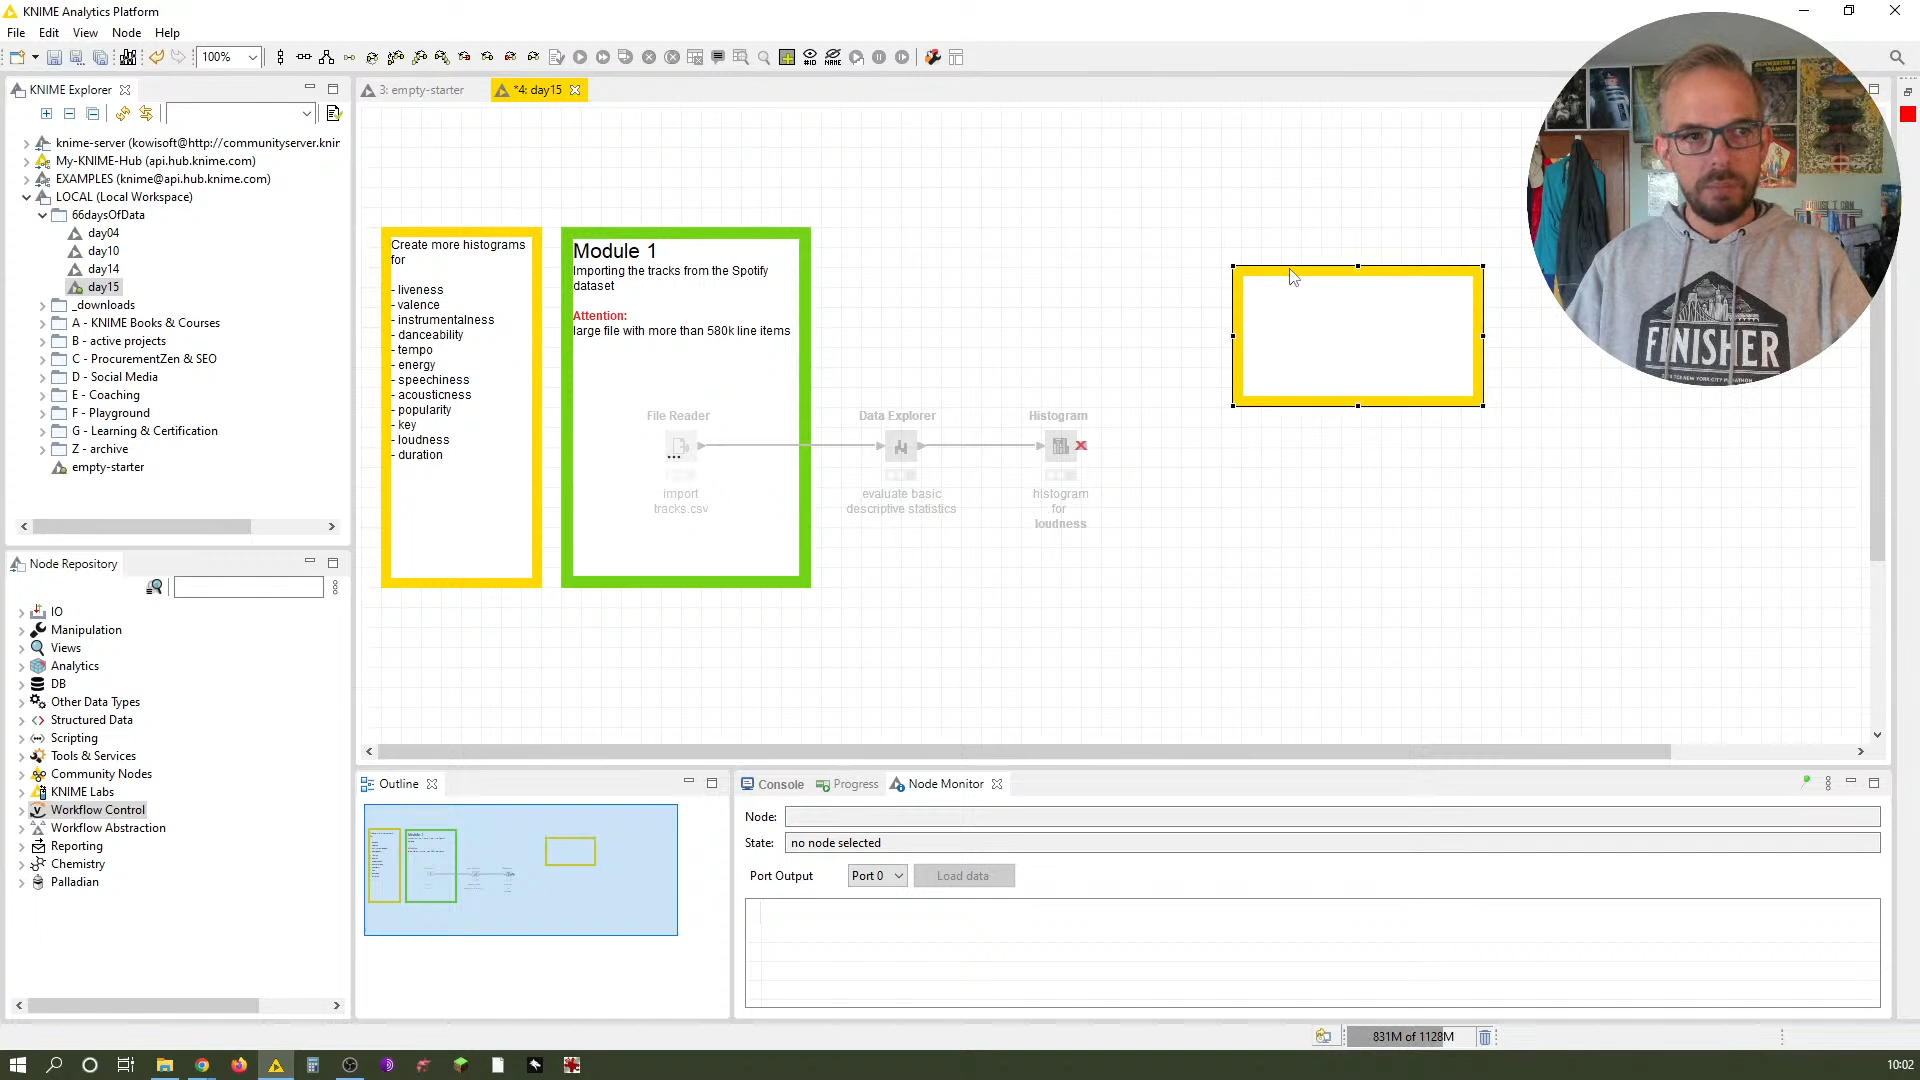 KNIME Analytics Platform
File Edit View Node Help
100%
KNIME Explorer
3: empty-starter
*4: day15
knime-server (kowisoft@http://communityserver.knir
My-KNIME-Hub (api.hub.knime.com)
EXAMPLES (knime@api.hub.knime.com)
LOCAL (Local Workspace)
66daysOfData
day04
day10
day14
day15
_downloads
A - KNIME Books & Courses
B - active projects
C - ProcurementZen & SEO
D - Social Media
E - Coaching
F - Playground
G - Learning & Certification
Z - archive
empty-starter
Create more histograms
for
- liveness
- valence
- instrumentalness
- danceability
- tempo
- energy
- speechiness
- acousticness
- popularity
- key
- loudness
- duration
Module 1
Importing the tracks from the Spotify
dataset
Attention:
large file with more than 580k line items
File Reader
import
tracks.csv
Data Explorer
evaluate basic
descriptive statistics
Histogram
histogram
for
loudness
FINISHER
Node Repository
IO
Manipulation
Views
Analytics
DB
Other Data Types
Structured Data
Scripting
Tools & Services
Community Nodes
KNIME Labs
Workflow Control
Workflow Abstraction
Reporting
Chemistry
Palladian
Outline
Console
Progress
Node Monitor
Node:
State:
no node selected
Port Output
Port 0
Load data
831M of 1128M
10:02